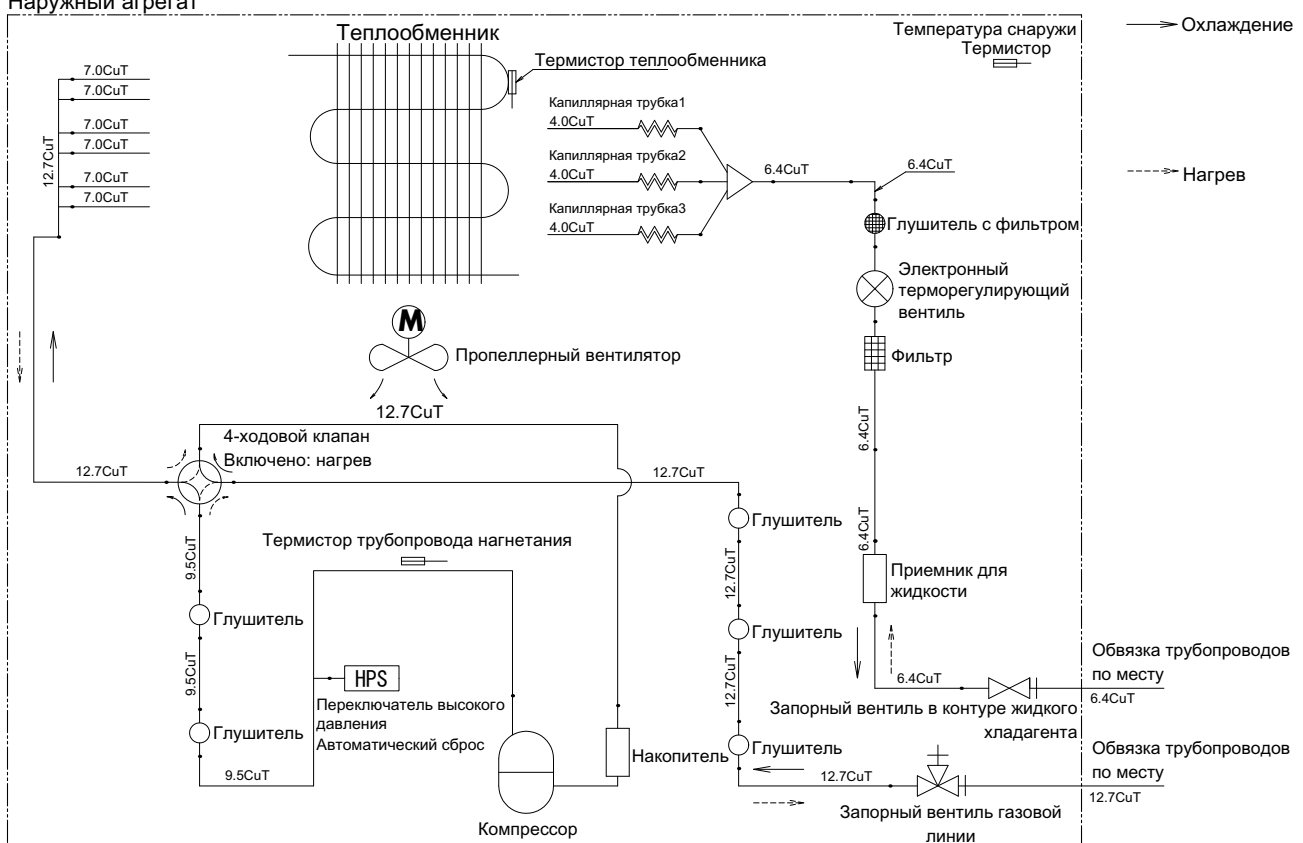 Наружный агрегат
Теплообменник
Температура снаружи
Термистор
Охлаждение
Термистор теплообменника
7.0CuT
7.0CuT
7.0CuT
7.0CuT
7.0CuT
7.0CuT
12.7CuT
Капиллярная трубка1
4.0CuT
Капиллярная трубка2
4.0CuT
Капиллярная трубка3
4.0CuT
6.4CuT
6.4CuT
Нагрев
Глушитель с фильтром
Электронный
терморегулирующий
вентиль
Фильтр
M
Пропеллерный вентилятор
12.7CuT
4-ходовой клапан
Включено: нагрев
12.7CuT
12.7CuT
6.4CuT
6.4CuT
Глушитель
Термистор трубопровода нагнетания
9.5CuT
12.7CuT
Приемник для
жидкости
Глушитель
Глушитель
9.5CuT
12.7CuT
HPS
Переключатель высокого
давления
Автоматический сброс
6.4CuT
Обвязка трубопроводов
по месту
6.4CuT
Запорный вентиль в контуре жидкого
хладагента
Глушитель
Накопитель
Глушитель
Обвязка трубопроводов
по месту
12.7CuT
9.5CuT
12.7CuT
Компрессор
Запорный вентиль газовой
линии